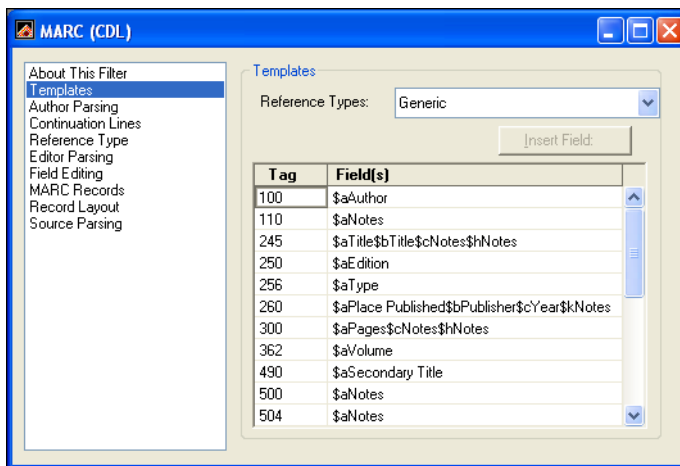 MARC (CDL)
About This Filter
Templates
Author Parsing
Continuation Lines
Reference Type
Editor Parsing
Field Editing
MARC Records
Record Layout
Source Parsing
Templates
Reference Types: Generic
Insert Field:
Tag Field(s)
100 $aAuthor
110 $aNotes
245 $aTitle$bTitle$cNotes$hNotes
250 $aEdition
256 $aType
260 $aPlace Published$bPublisher$cYear$kNotes
300 $aPages$cNotes$hNotes
362 $aVolume
490 $aSecondary Title
500 $aNotes
504 $aNotes